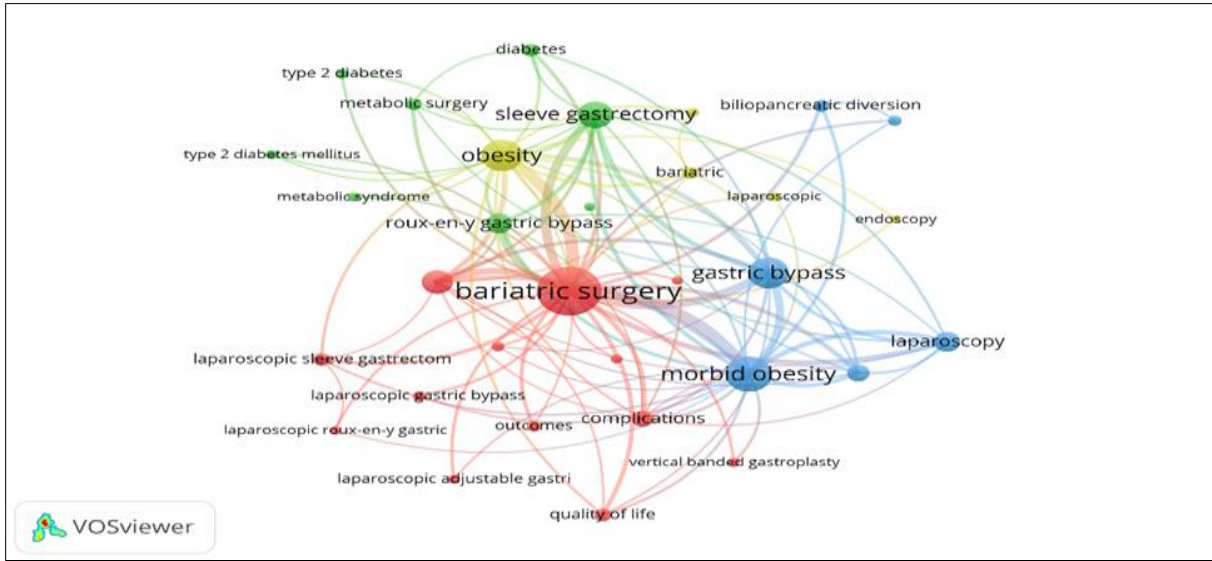 diabetes
type 2 diabetes
metabolic surgery
biliopancreatic diversion
sleeve gastrectomy
type 2 diabetes mellitus
obesity
bariatric
metabolic syndrome
laparoscopic
roux-en-y gastric bypass
endoscopy
gastric bypass
bariatric surgery
laparoscopy
laparoscopic sleeve gastrectom
morbid obesity
laparoscopic gastric bypass
laparoscopic roux-en-y gastric
outcomes
complications
vertical banded gastroplasty
laparoscopic adjustable gastri
quality of life
VOSviewer